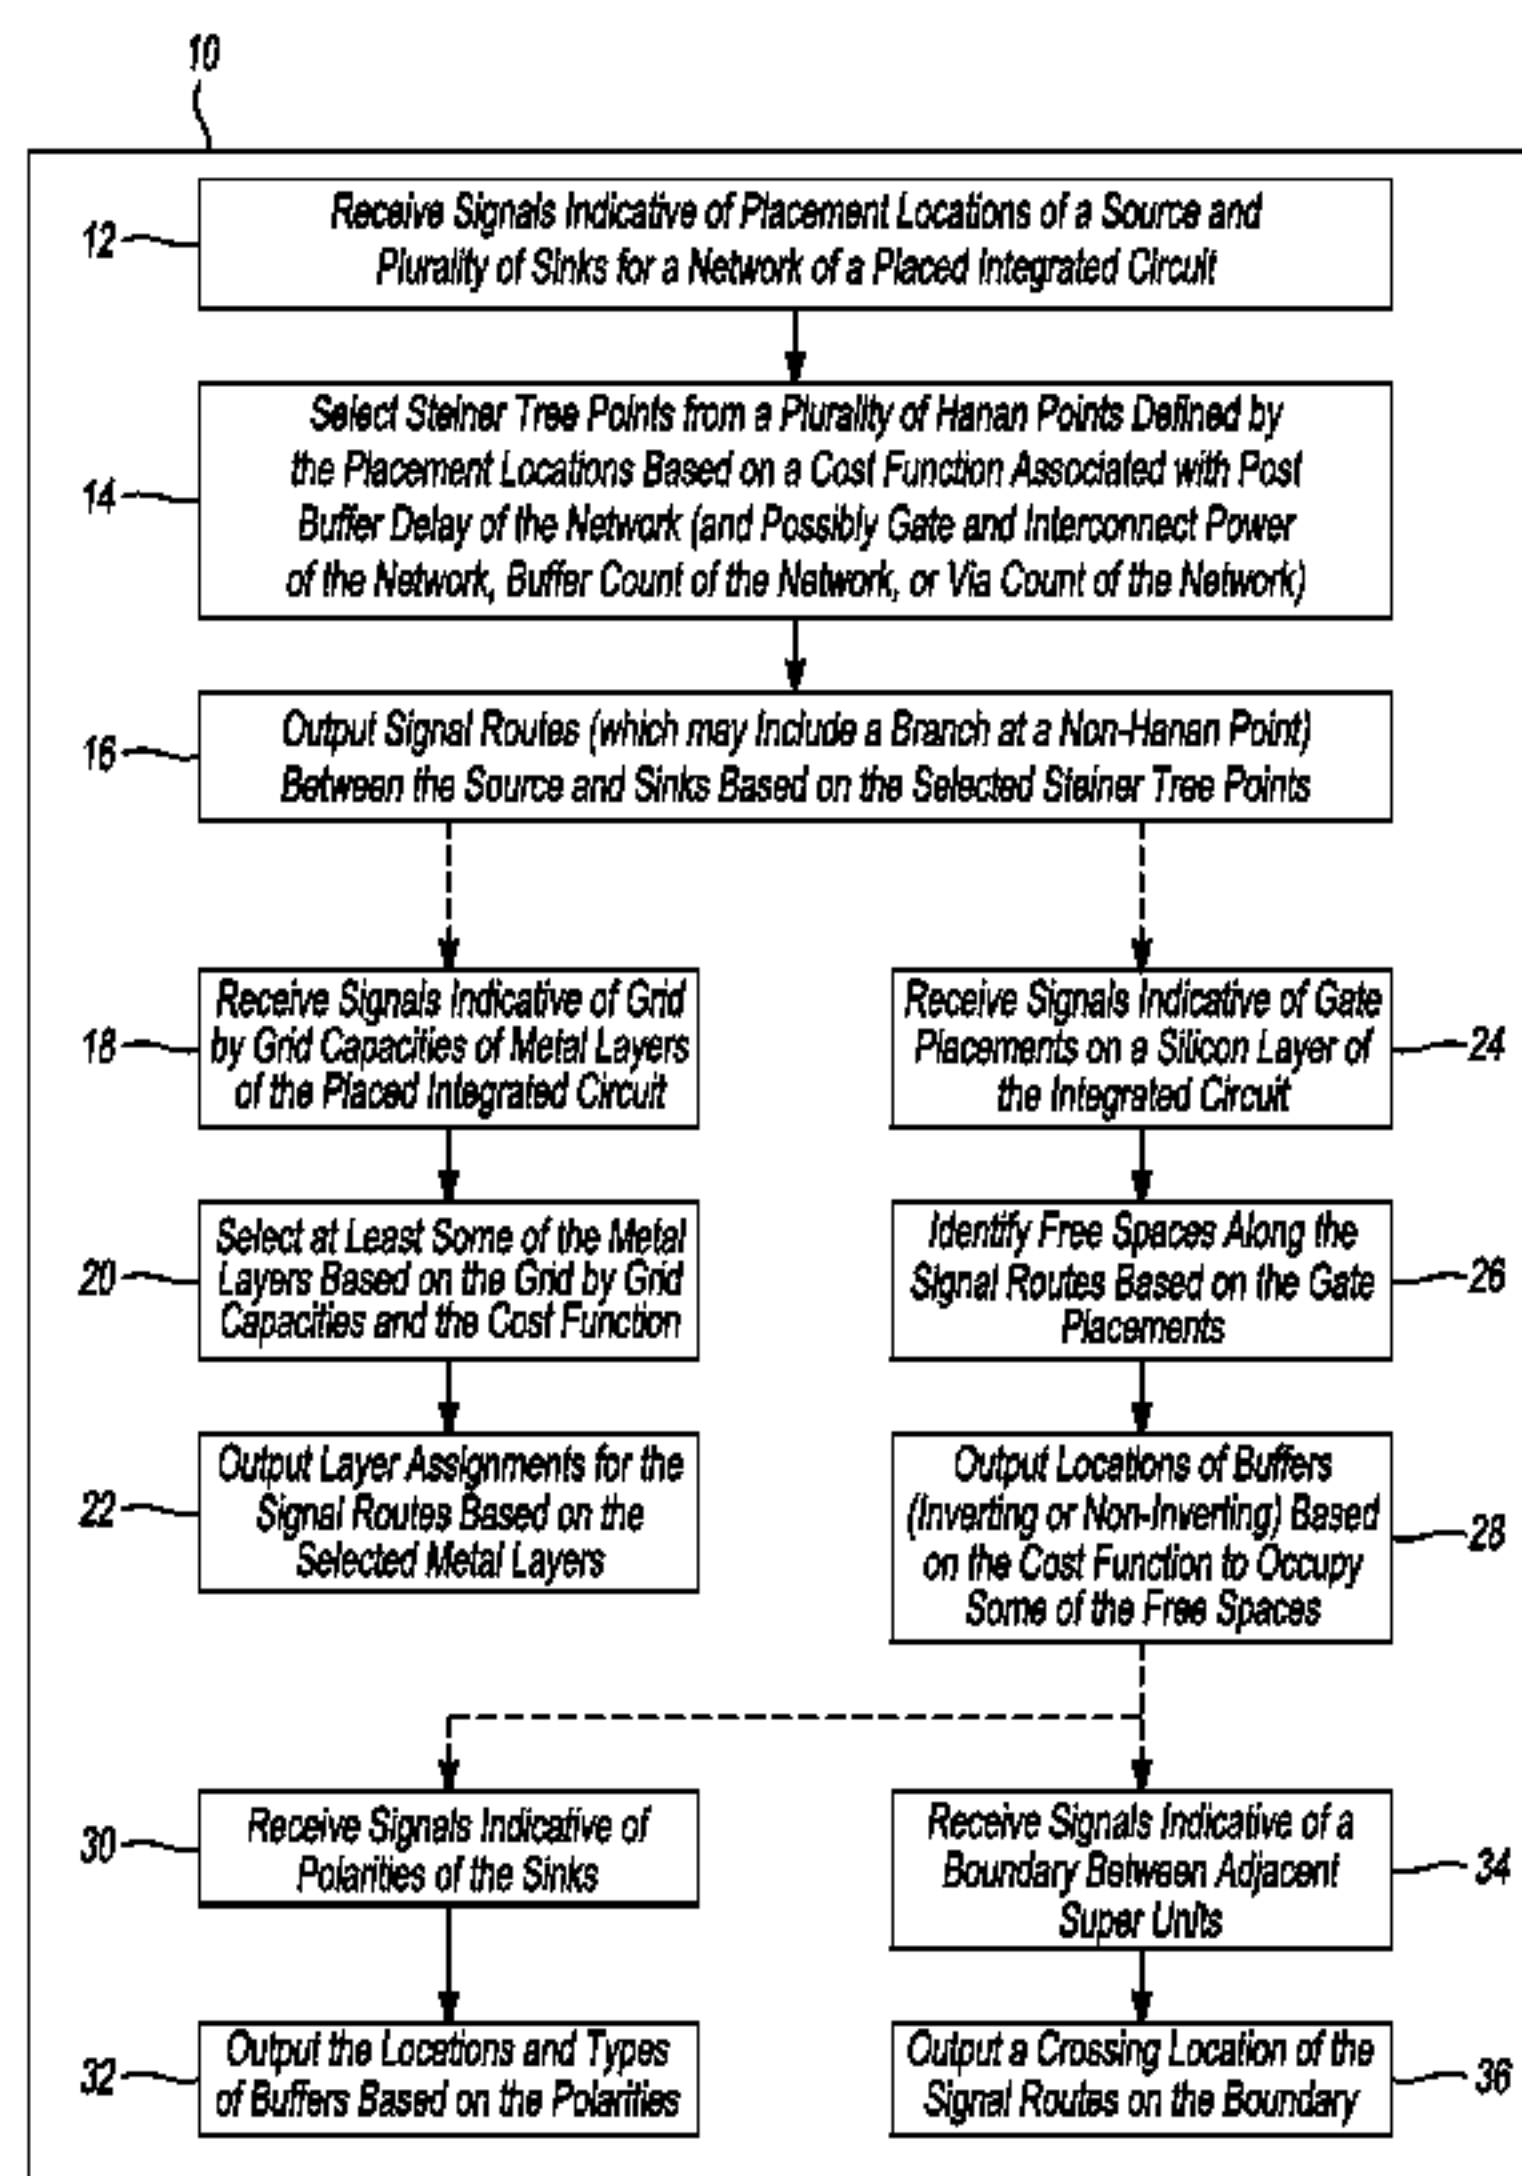 10
12
Receive Signals Indicative of Placement Locations of a Source and
Plurality of Sinks for a Network of a Placed Integrated Circuit
14
Select Steiner Tree Points from a Plurality of Hanan Points Defined by
the Placement Locations Based on a Cost Function Associated with Post
Buffer Delay of the Network (and Possibly Gate and Interconnect Power
of the Network, Buffer Count of the Network, or Via Count of the Network)
16
Output Signal Routes (which may Include a Branch at a Non-Hanan Point)
Between the Source and Sinks Based on the Selected Steiner Tree Points
18
Receive Signals Indicative of Grid
by Grid Capacities of Metal Layers
of the Placed Integrated Circuit
Receive Signals Indicative of Gate
Placements on a Silicon Layer of
the Integrated Circuit
24
20
Select at Least Some of the Metal
Layers Based on the Grid by Grid
Capacities and the Cost Function
Identify Free Spaces Along the
Signal Routes Based on the Gate
Placements
26
22
Output Layer Assignments for the
Signal Routes Based on the
Selected Metal Layers
Output Locations of Buffers
(Inverting or Non-Inverting) Based
on the Cost Function to Occupy
Some of the Free Spaces
28
30
Receive Signals Indicative of
Polarities of the Sinks
Receive Signals Indicative of a
Boundary Between Adjacent
Super Units
34
32
Output the Locations and Types
of Buffers Based on the Polarities
Output a Crossing Location of the
Signal Routes on the Boundary
36